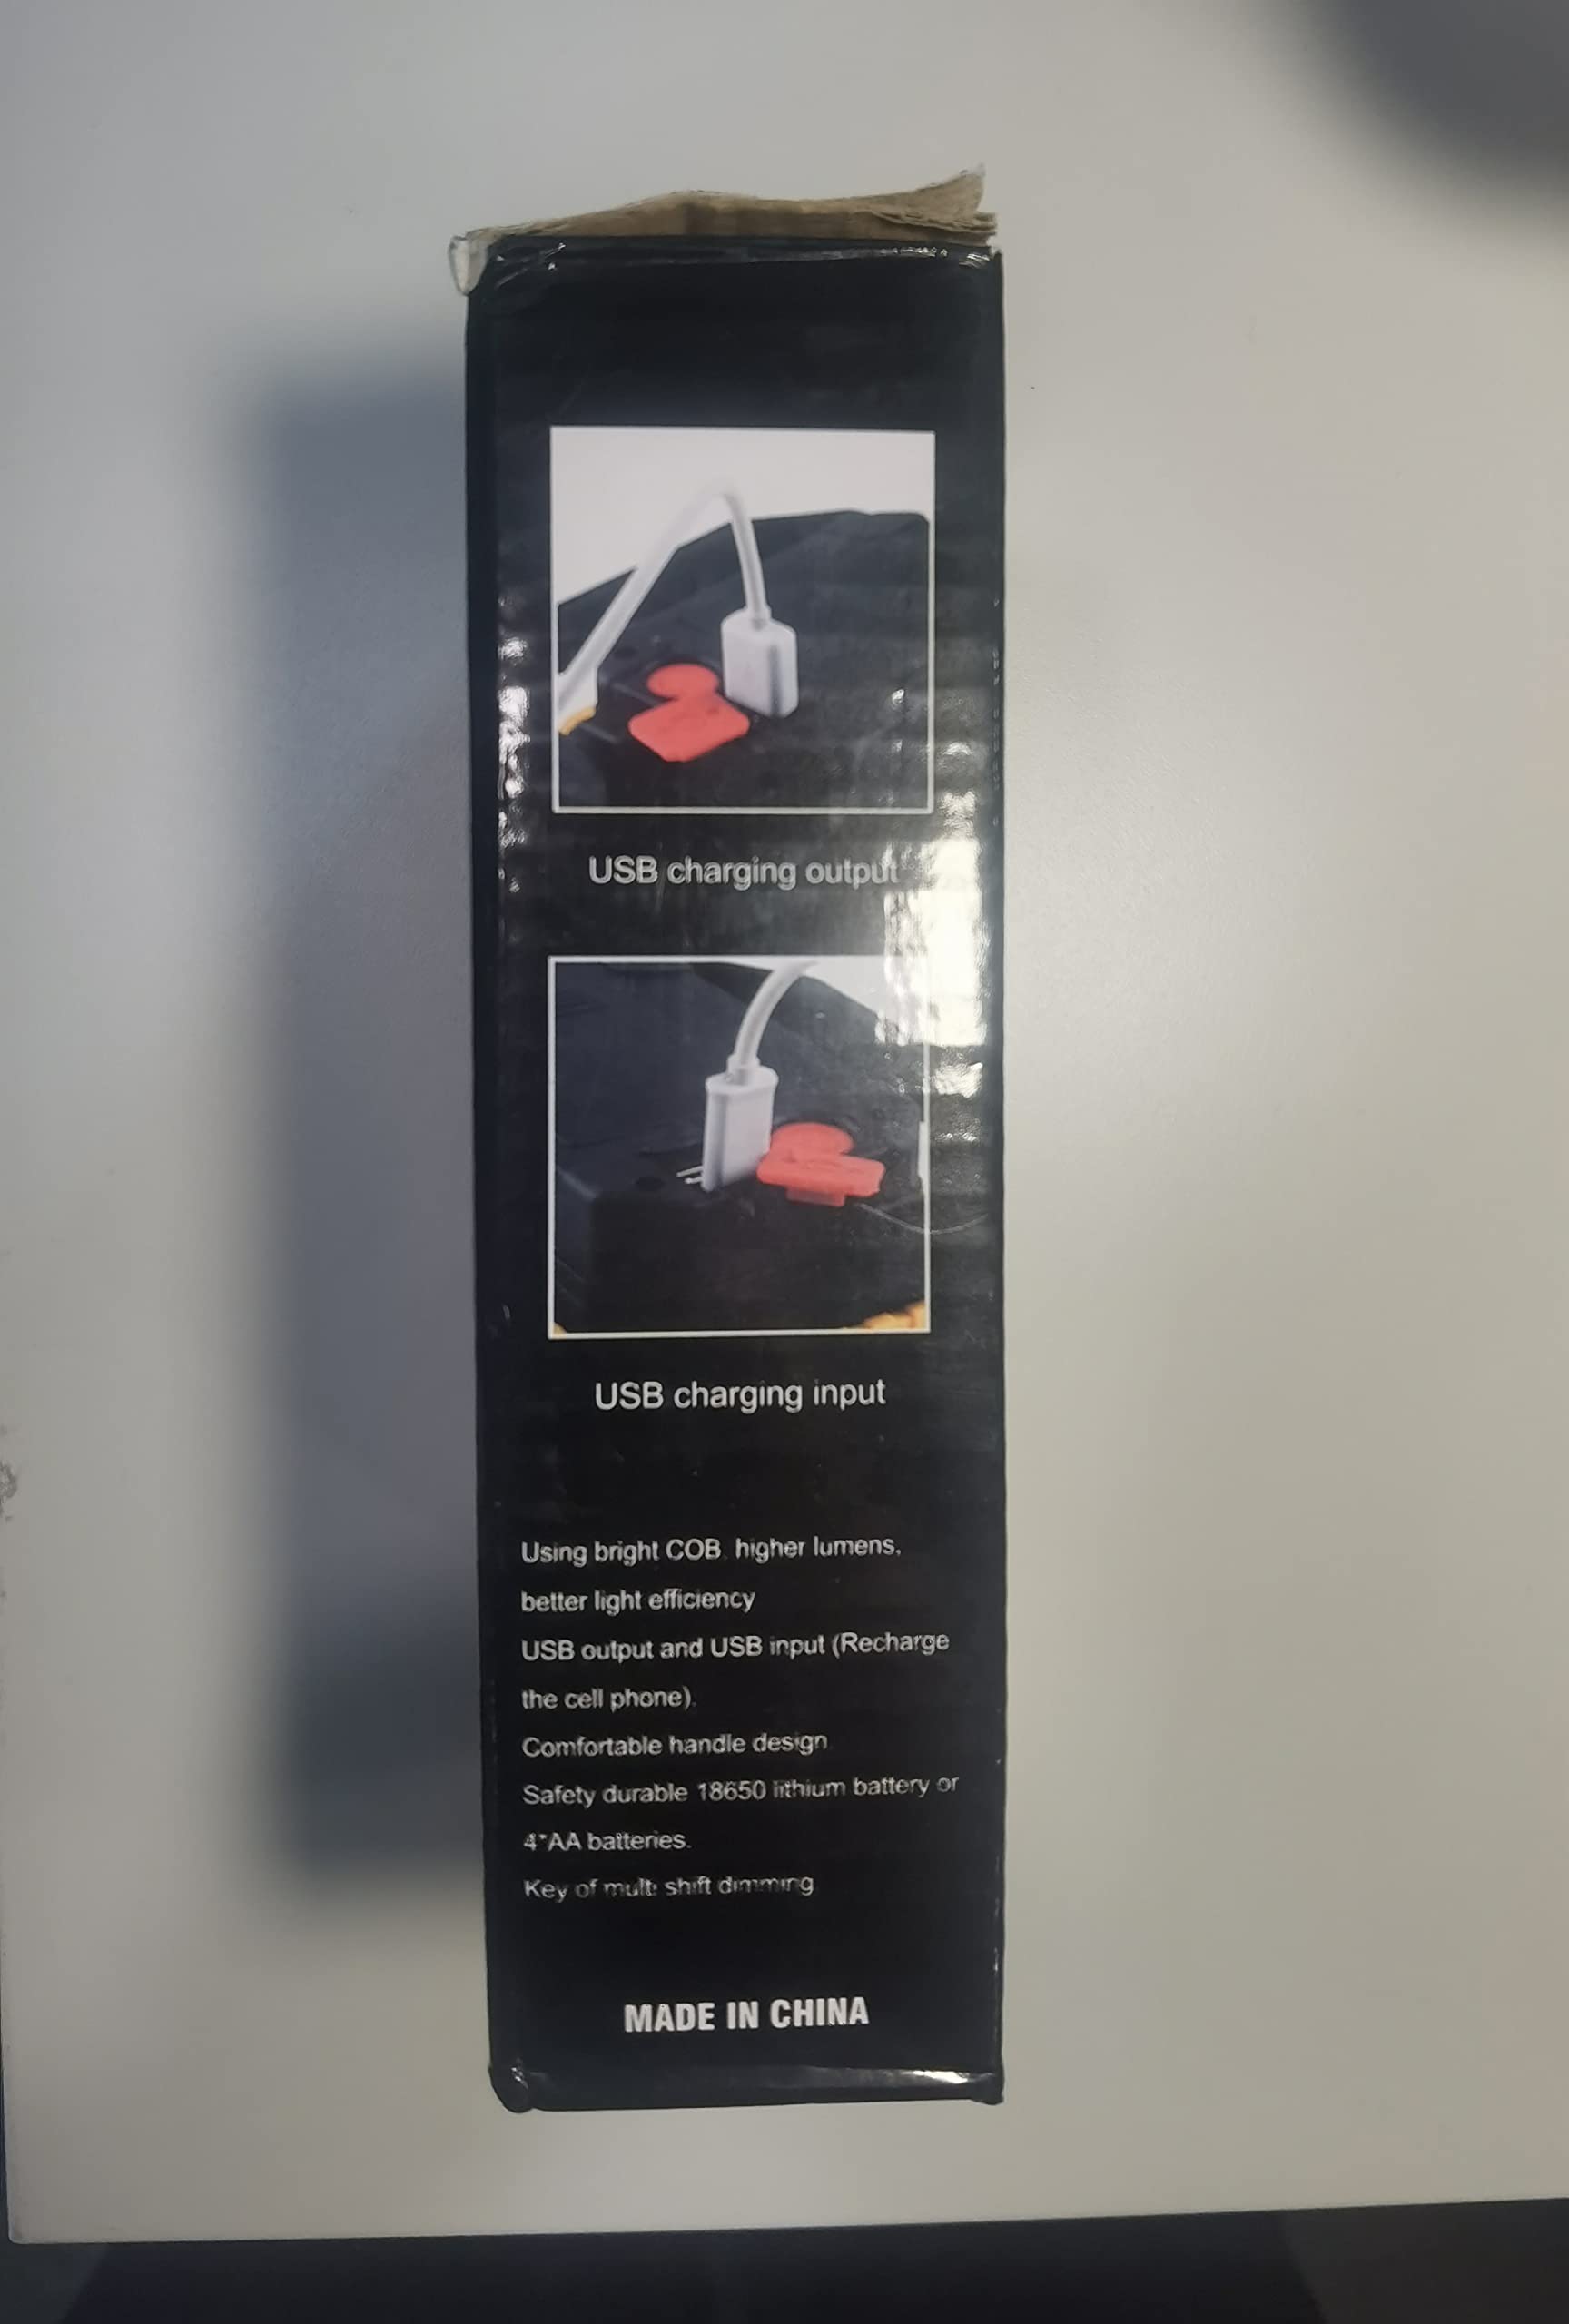 USB charging output
USB charging input
Using bright COB higher lumens,
better light efficiency
USB output and USB input (Recharge
the cell phone).
Comfortable handle design
Safety durable 18650 lithium battery or
4*AA batteries.
Key of multi shift dimming
MADE IN CHINA